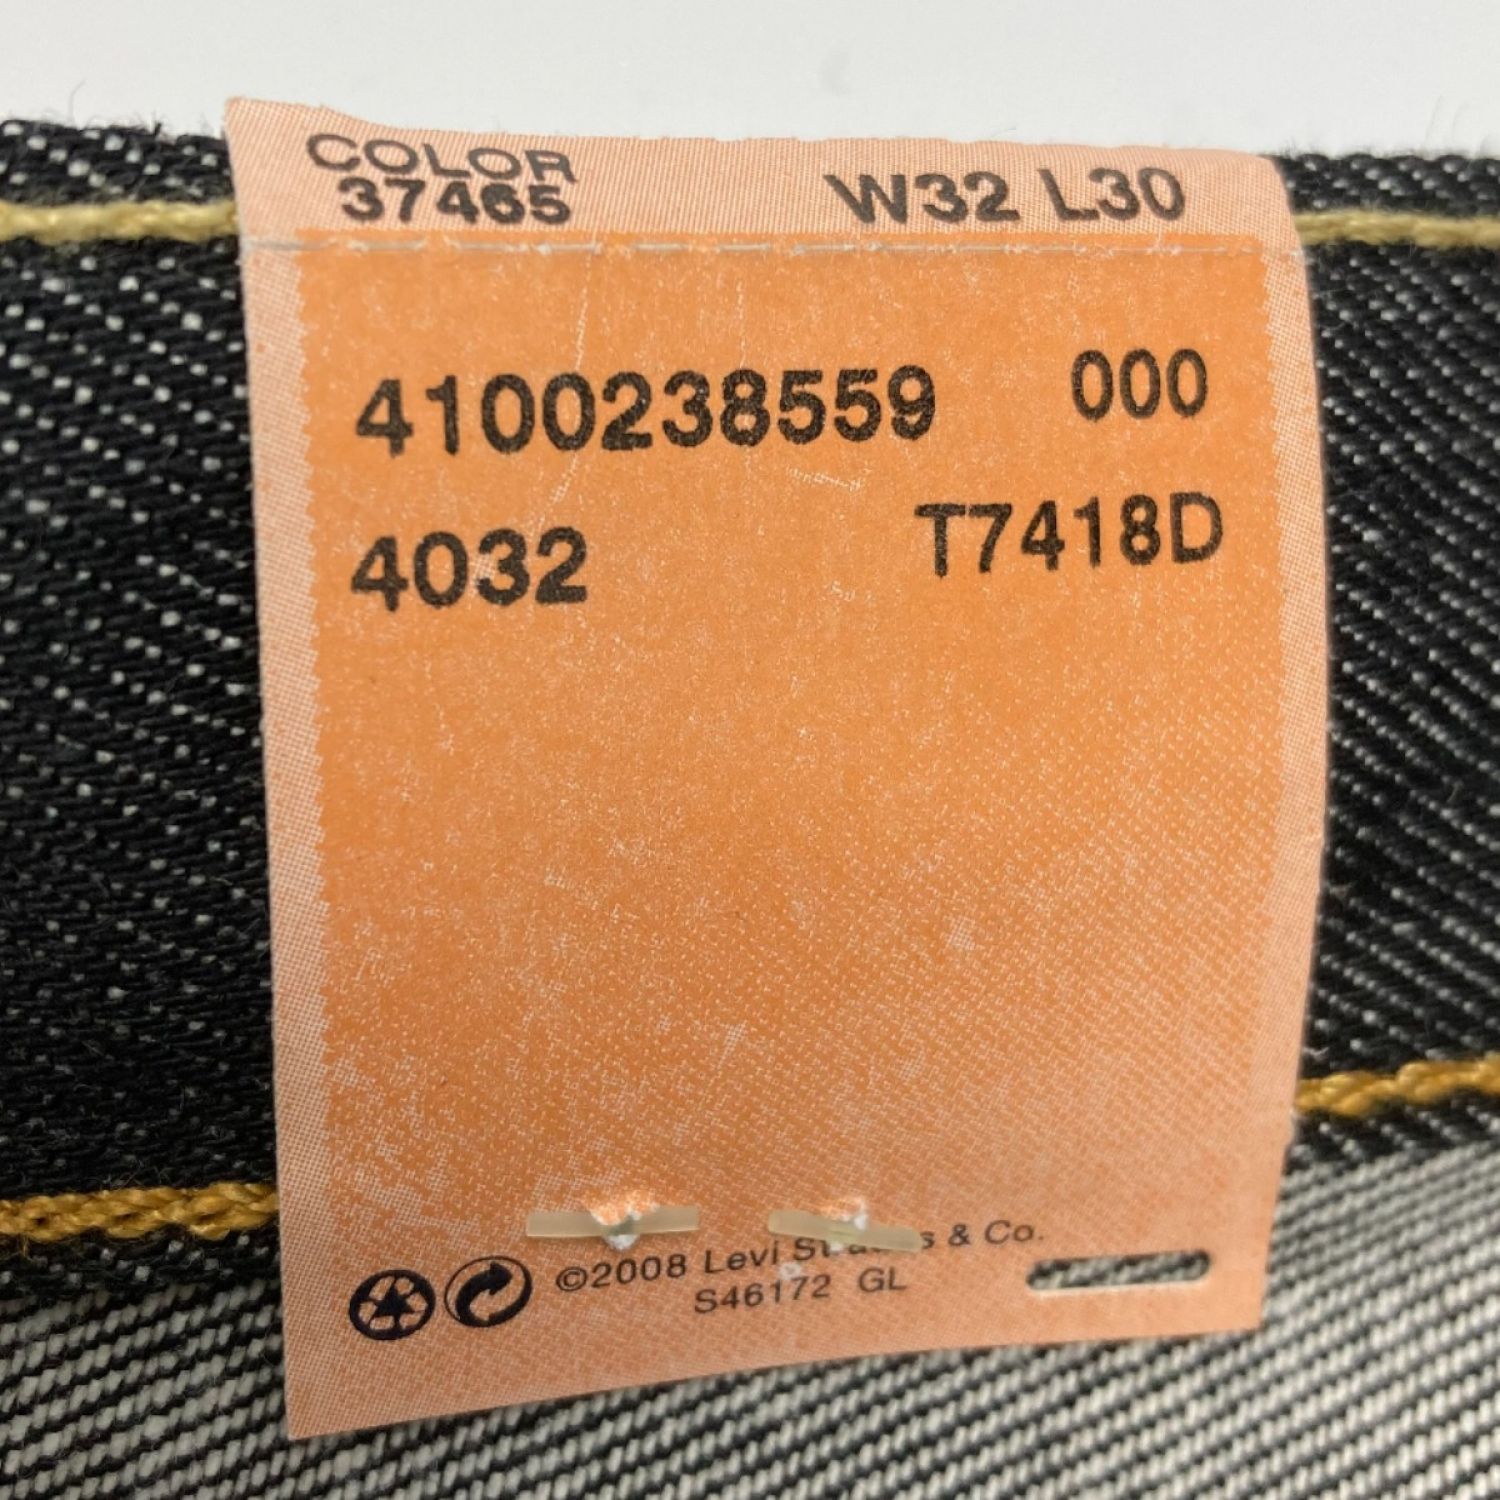 COLOR
37465 W32 L30
4100238559 000
4032 T7418D
©2008 Levi & Co.
S46172 GL